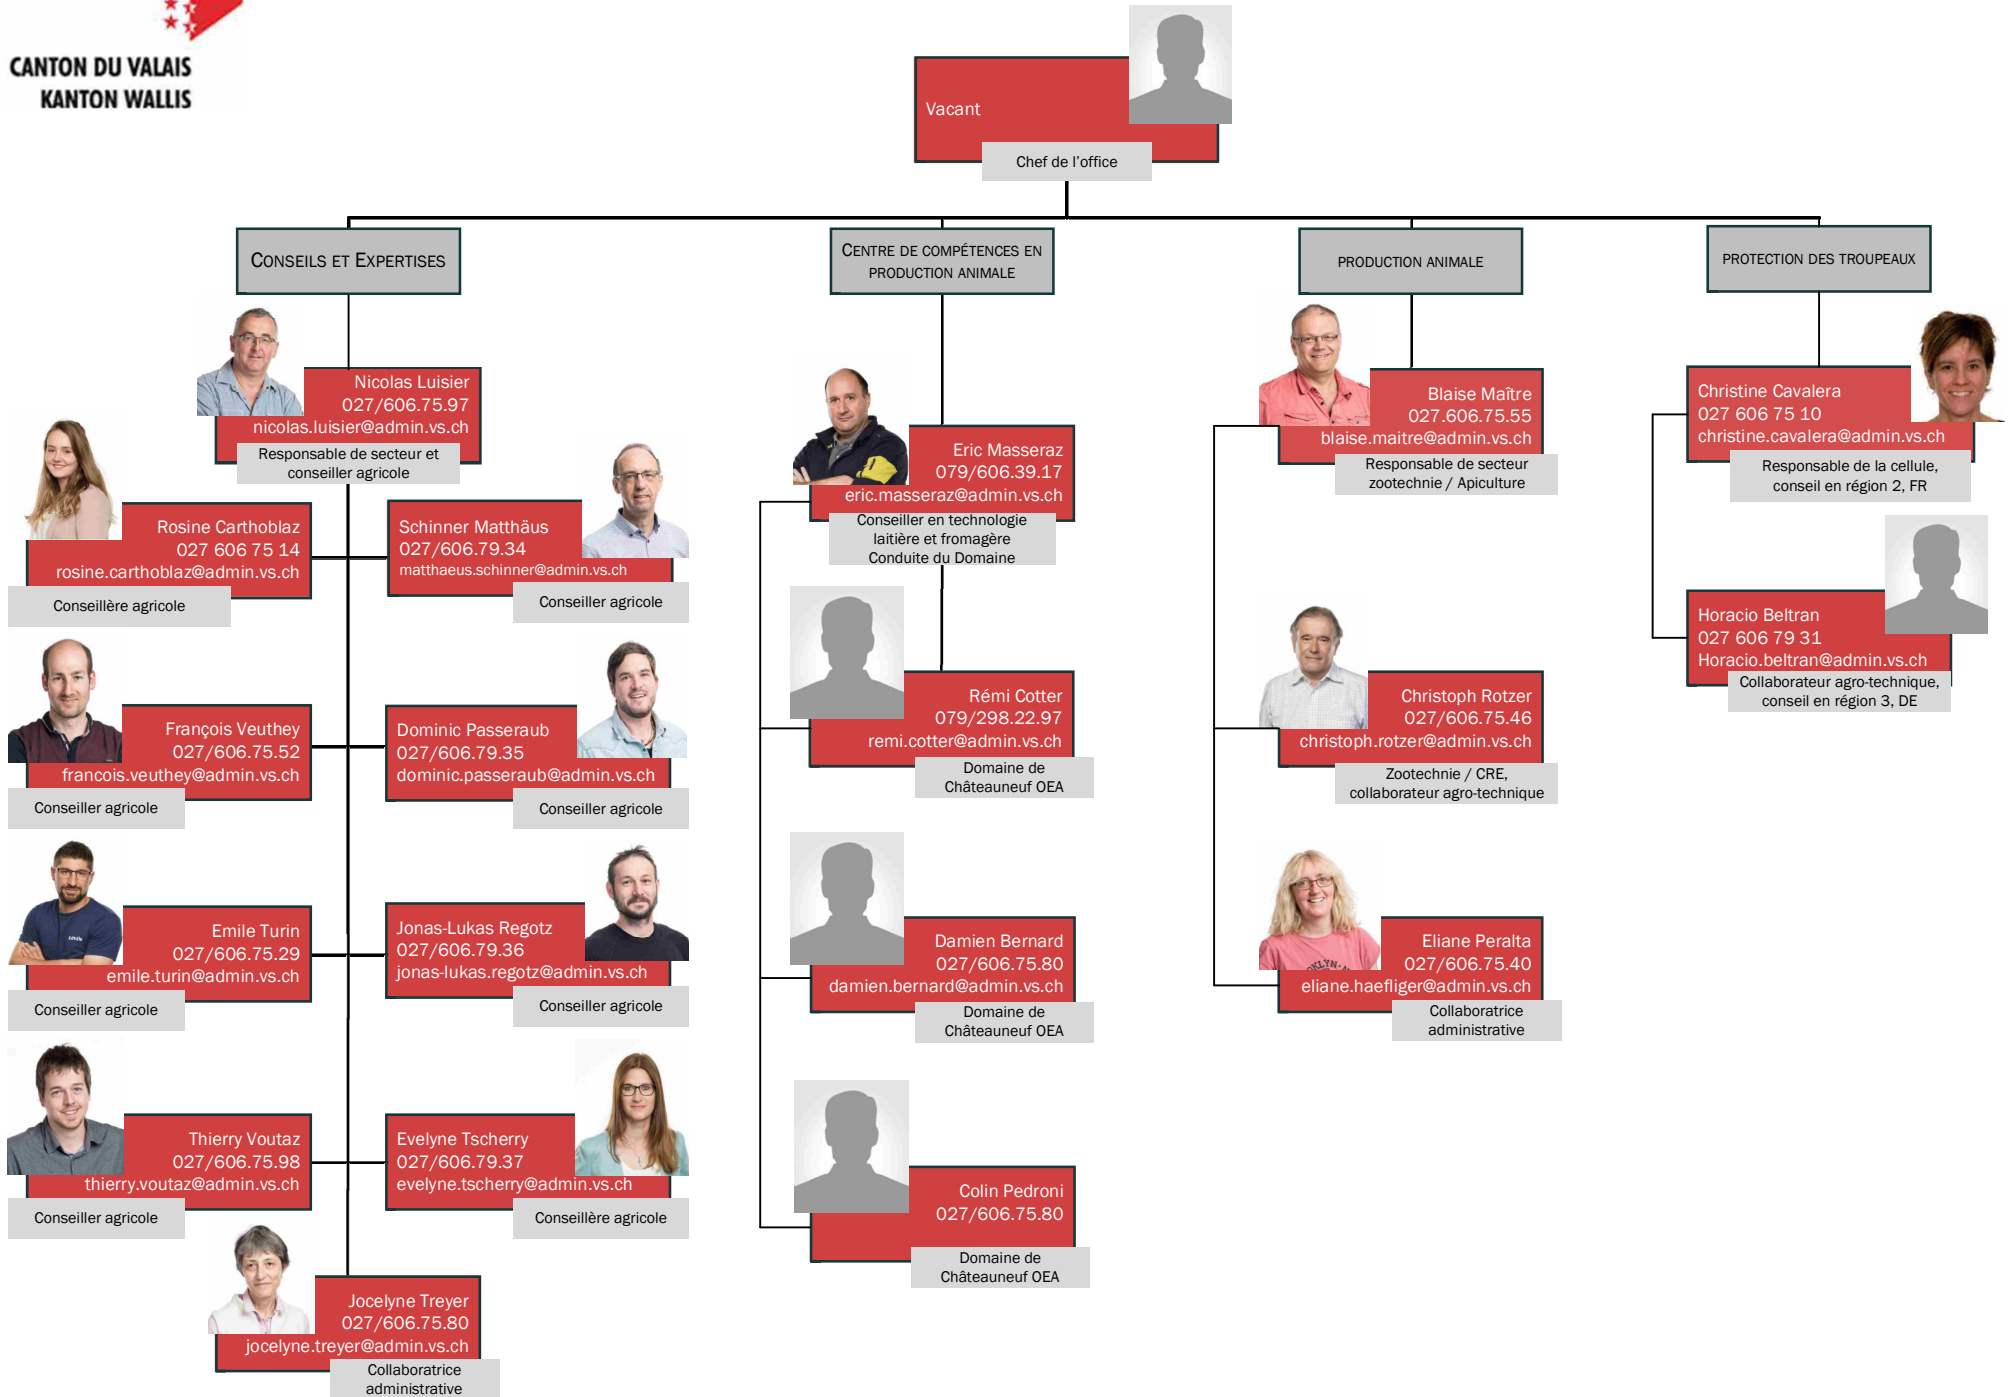 CANTON DU VALAIS
KANTON WALLIS
Vacant
Chef de l'office
CONSEILS ET EXPERTISES
Nicolas Luisier
027/606.75.97
nicolas.luisier@admin.vs.ch
Responsable de secteur et
conseiller agricole
Rosine Carthoblaz
027 606 75 14
rosine.carthoblaz@admin.vs.ch
Conseillère agricole
Schinner Matthäus
027/606.79.34
matthaeus.schinner@admin.vs.ch
Conseiller agricole
François Veuthey
027/606.75.52
francois.veuthey@admin.vs.ch
Conseiller agricole
Dominic Passeraub
027/606.79.35
dominic.passeraub@admin.vs.ch
Conseiller agricole
Emile Turin
027/606.75.29
emile.turin@admin.vs.ch
Conseiller agricole
Jonas-Lukas Regotz
027/606.79.36
jonas-lukas.regotz@admin.vs.ch
Conseiller agricole
Thierry Voutaz
027/606.75.98
thierry.voutaz@admin.vs.ch
Conseiller agricole
Evelyne Tscherry
027/606.79.37
evelyne.tscherry@admin.vs.ch
Conseillère agricole
Jocelyne Treyer
027/606.75.80
jocelyne.treyer@admin.vs.ch
Collaboratrice
administrative
CENTRE DE COMPÉTENCES EN
PRODUCTION ANIMALE
Eric Masseraz
079/606.39.17
eric.masseraz@admin.vs.ch
Conseiller en technologie
laitière et fromagère
Conduite du Domaine
Rémi Cotter
079/298.22.97
remi.cotter@admin.vs.ch
Domaine de
Châteauneuf OEA
Damien Bernard
027/606.75.80
damien.bernard@admin.vs.ch
Domaine de
Châteauneuf OEA
Colin Pedroni
027/606.75.80
Domaine de
Châteauneuf OEA
PRODUCTION ANIMALE
Blaise Maître
027.606.75.55
blaise.maitre@admin.vs.ch
Responsable de secteur
zootechnie / Apiculture
Christoph Rotzer
027/606.75.46
christoph.rotzer@admin.vs.ch
Zootechnie / CRE,
collaborateur agro-technique
Eliane Peralta
027/606.75.40
eliane.haefliger@admin.vs.ch
Collaboratrice
administrative
PROTECTION DES TROUPEAUX
Christine Cavalera
027 606 75 10
christine.cavalera@admin.vs.ch
Responsable de la cellule,
conseil en région 2, FR
Horacio Beltran
027 606 79 31
Horacio.beltran@admin.vs.ch
Collaborateur agro-technique,
conseil en région 3, DE